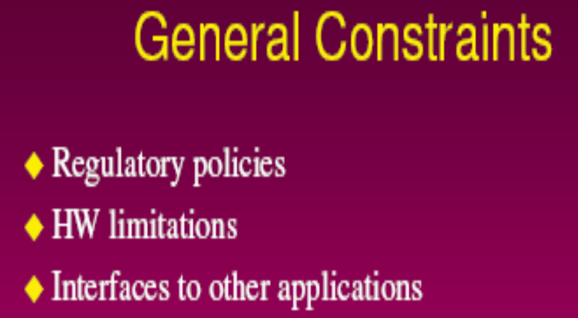 General Constraints
Regulatory policies
HW limitations
Interfaces to other applications